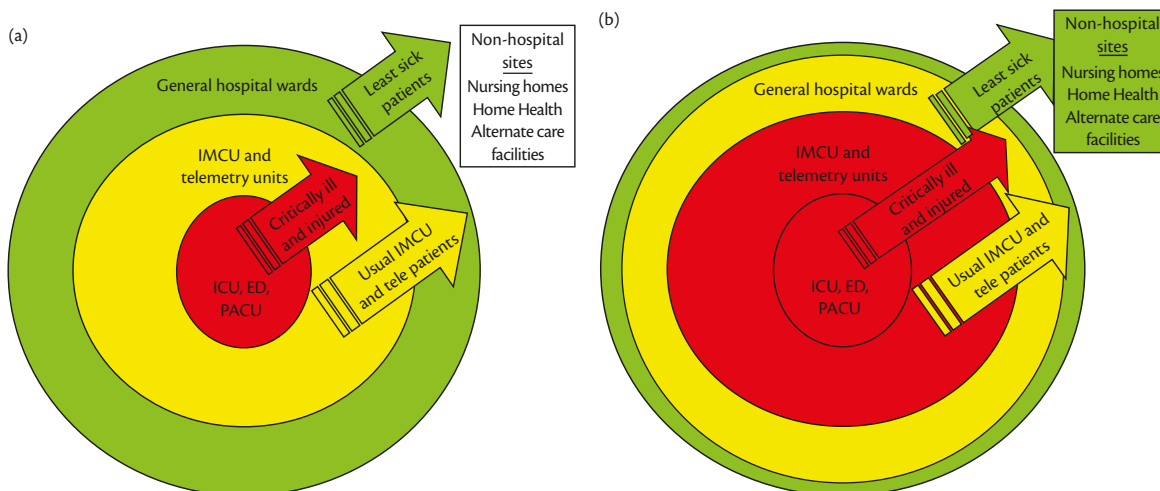 (a)
General hospital wards
Least sick
patients
Non-hospital
sites
Nursing homes
Home Health
Alternate care
facilities
IMCU and
telemetry units
Critically ill
and injured
Usual IMCU
and tele patients
ICU, ED,
PACU
(b)
General hospital wards
Least sick
patients
Non-hospital
sites
Nursing homes
Home Health
Alternate care
facilities
IMCU and
telemetry units
Critically ill
and injured
Usual IMCU and
tele patients
ICU, ED,
PACU